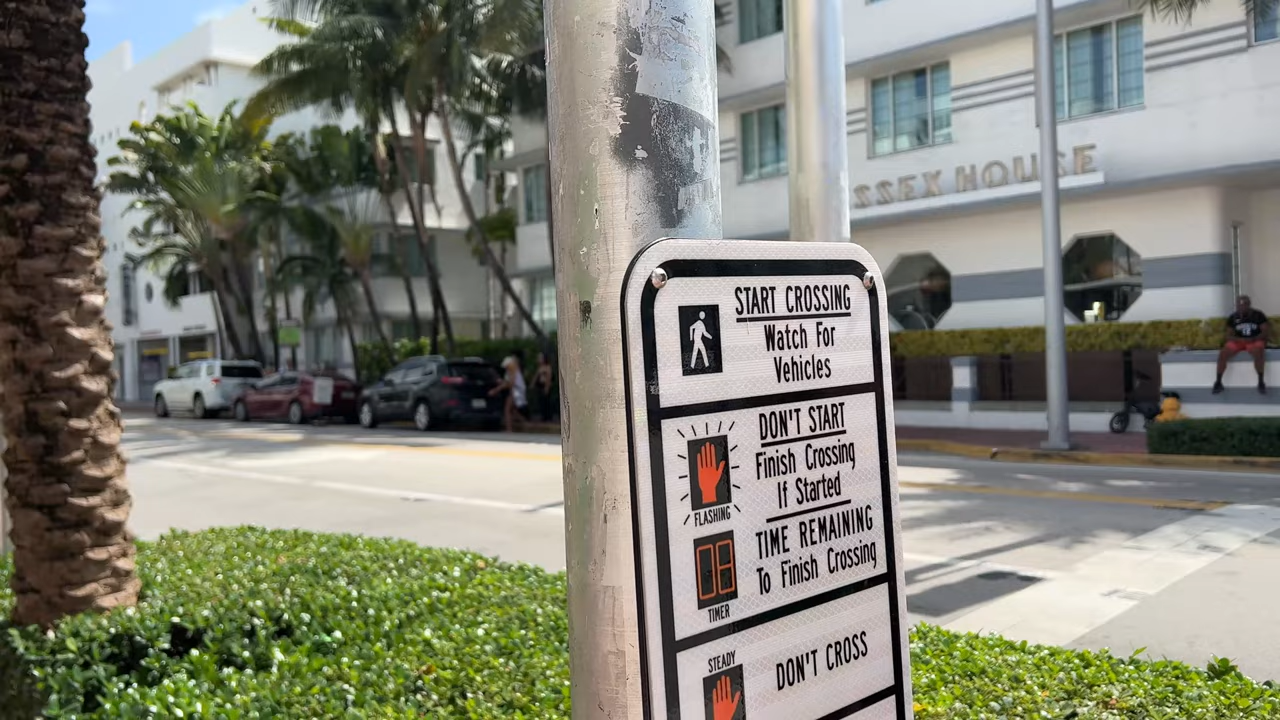 SSEX HOUSE
START CROSSING
Watch For
Vehicles
DON'T START
Finish Crossing
If Started
FLASHING
TIME REMAINING
To Finish Crossing
TIMER
STEADY
DON'T CROSS